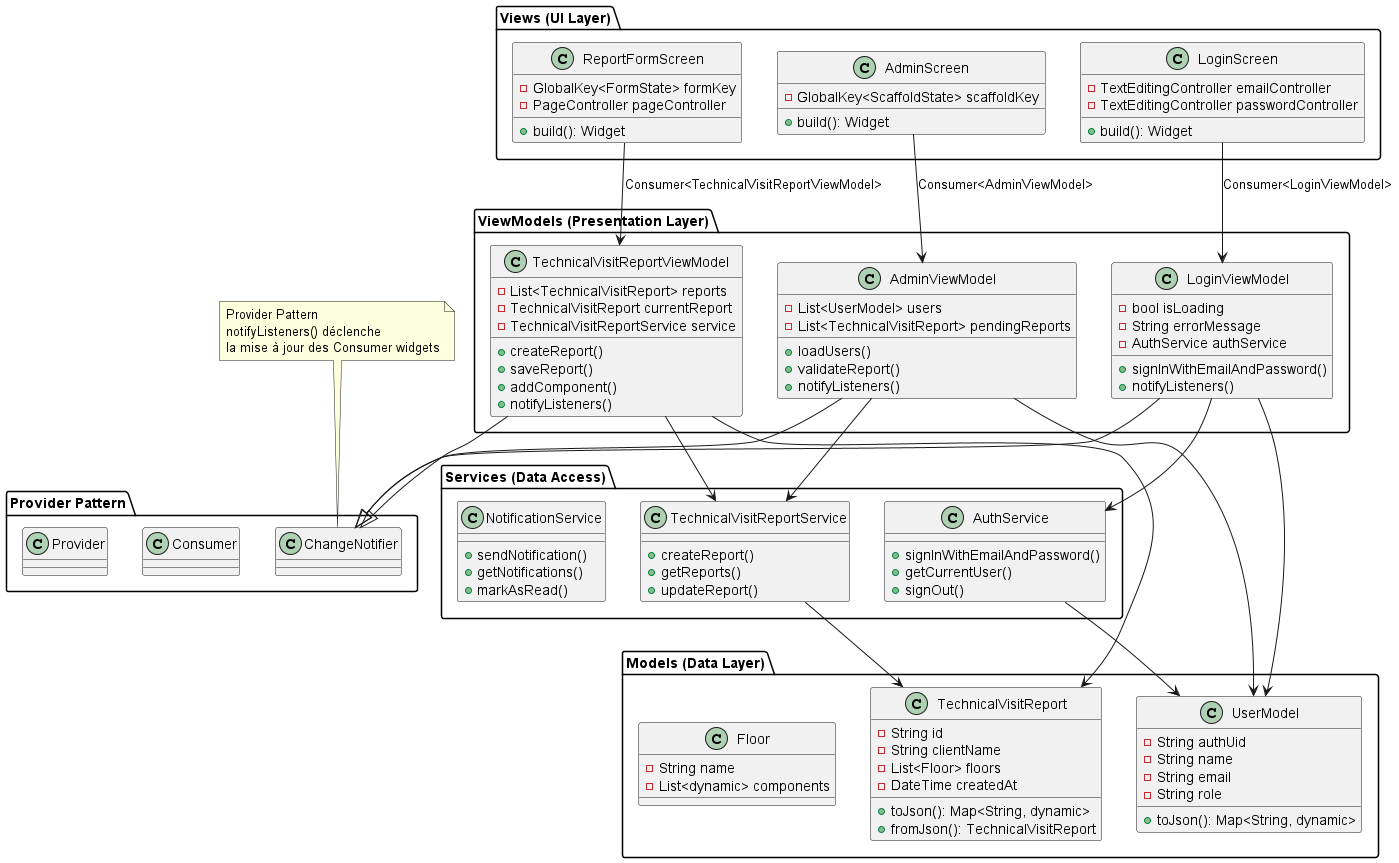 Views (UI Layer)
C ReportFormScreen
GlobalKey<FormState> formKey
PageController pageController
build(): Widget
C AdminScreen
GlobalKey<ScaffoldState> scaffoldKey
build(): Widget
C LoginScreen
TextEditingController emailController
TextEditingController passwordController
build(): Widget
Consumer<TechnicalVisitReportViewModel>
Consumer<AdminViewModel>
Consumer<LoginViewModel>
ViewModels (Presentation Layer)
C TechnicalVisitReportViewModel
List<TechnicalVisitReport> reports
TechnicalVisitReport currentReport
TechnicalVisitReportService service
createReport()
saveReport()
addComponent()
notifyListeners()
C AdminViewModel
List<UserModel> users
List<TechnicalVisitReport> pendingReports
loadUsers()
validateReport()
notifyListeners()
C LoginViewModel
bool isLoading
String errorMessage
AuthService authService
signInWithEmailAndPassword()
notifyListeners()
Provider Pattern
notifyListeners() déclenche
la mise à jour des Consumer widgets
Provider Pattern
C Provider
C Consumer
C ChangeNotifier
Services (Data Access)
C NotificationService
sendNotification()
getNotifications()
markAsRead()
C TechnicalVisitReportService
createReport()
getReports()
updateReport()
C AuthService
signInWithEmailAndPassword()
getCurrentUser()
signOut()
Models (Data Layer)
C Floor
String name
List<dynamic> components
C TechnicalVisitReport
String id
String clientName
List<Floor> floors
DateTime createdAt
toJson(): Map<String, dynamic>
fromJson(): TechnicalVisitReport
C UserModel
String authUid
String name
String email
String role
toJson(): Map<String, dynamic>